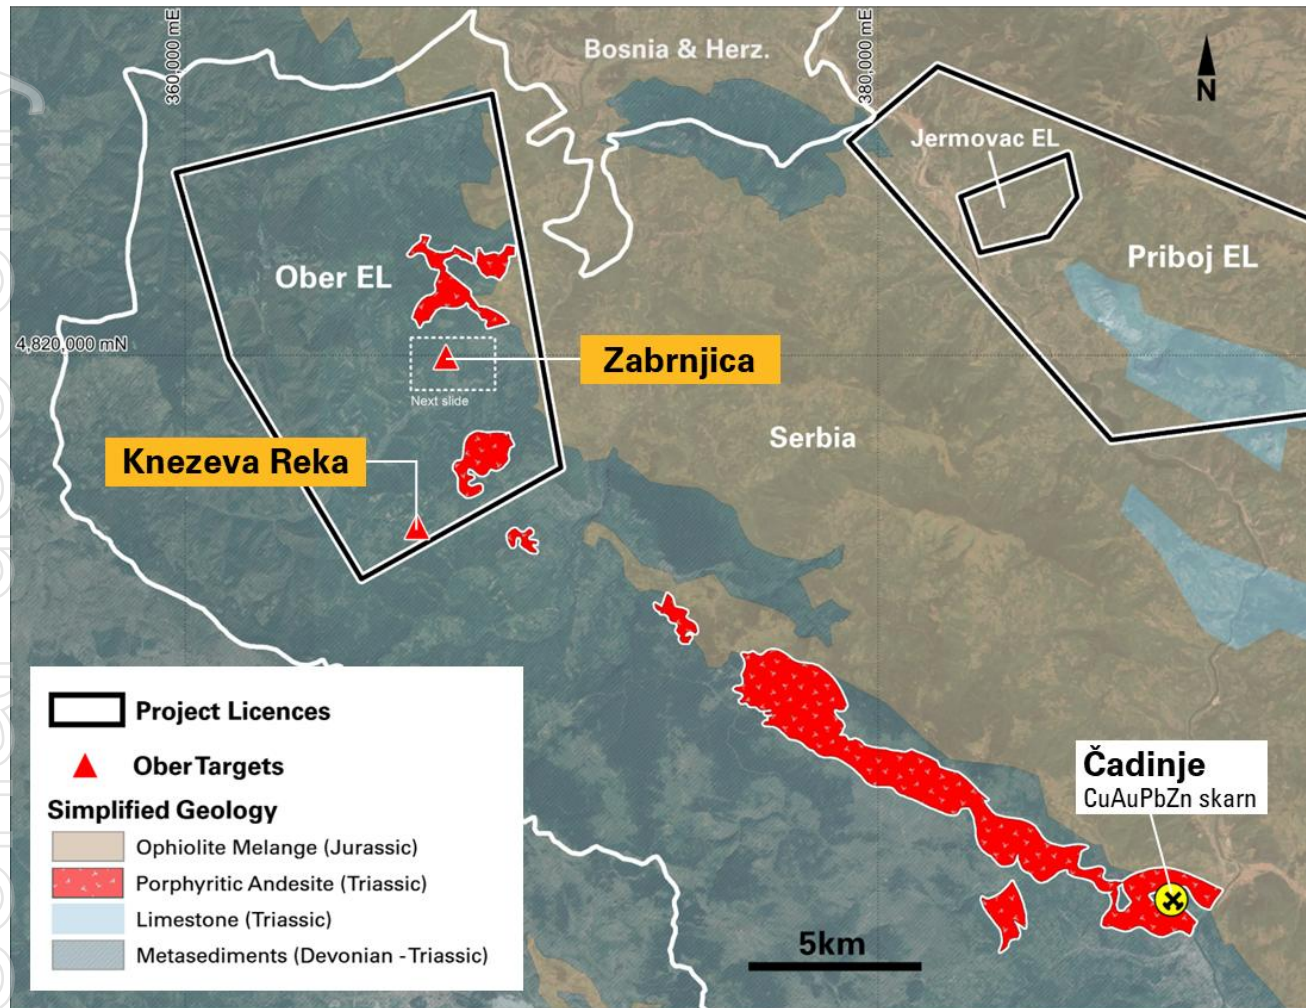 Bosnia & Herz.
360,000 mE
380,000 mE
N
Jermovac EL
Ober EL
Priboj EL
4,820,000 mN
Zabrnjica
Next slide
Serbia
Knezeva Reka
Project Licences
Ober Targets
Simplified Geology
Ophiolite Melange (Jurassic)
Porphyritic Andesite (Triassic)
Limestone (Triassic)
Metasediments (Devonian - Triassic)
Čadinje
CuAuPbZn skarn
5km